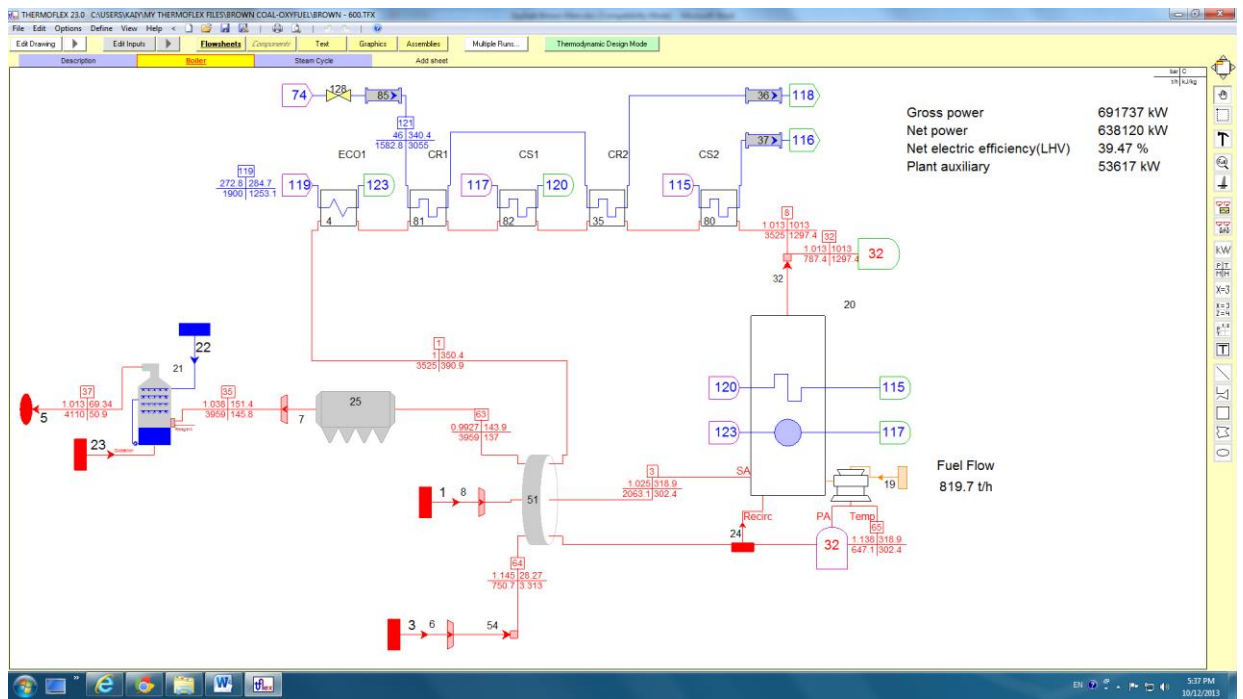 THERMOFLEX 23.0 C:\USERS\KAIY\MY THERMOFLEX FILES\BROWN COAL-OXYFUEL\BROWN - 600.TFX
File Edit Options Define View Help
Edit Drawing Edit Inputs Flowsheets Components Text Graphics Assemblies Multiple Runs... Thermodynamic Design Mode
Description Boiler Steam Cycle Add sheet
bar C
t/h kJ/kg
74 128 85 36 118
121
46 340.4
1582.8 3055
37 116
ECO1 CR1 CS1 CR2 CS2
119
272.8 284.7
1900 1253.1
119 123 117 120 115
4 81 82 35 80
Gross power 691737 kW
Net power 638120 kW
Net electric efficiency(LHV) 39.47 %
Plant auxiliary 53617 kW
8
1.013 1013
3525 1297.4
32
1.013 1013
787.4 1297.4
32
32
20
1
1 350.4
3525 390.9
22
21
37
1.013 69.34
4110 50.9
5
35
1.038 151.4
3959 145.8
Reagent
7
25
63
0.9927 143.9
3959 137
23
Oxidation
120 115
123 117
1 8
51
3
1.025 318.9
2063.1 302.4
SA
Fuel Flow
819.7 t/h
19
Recirc
PA Temp
24
32
65
1.138 318.9
647.1 302.4
64
1.145 28.27
750.7 3.313
3 6 54
kW
P T
M H
X=3
X=3
2=4
T
EN
5:37 PM
10/12/2013